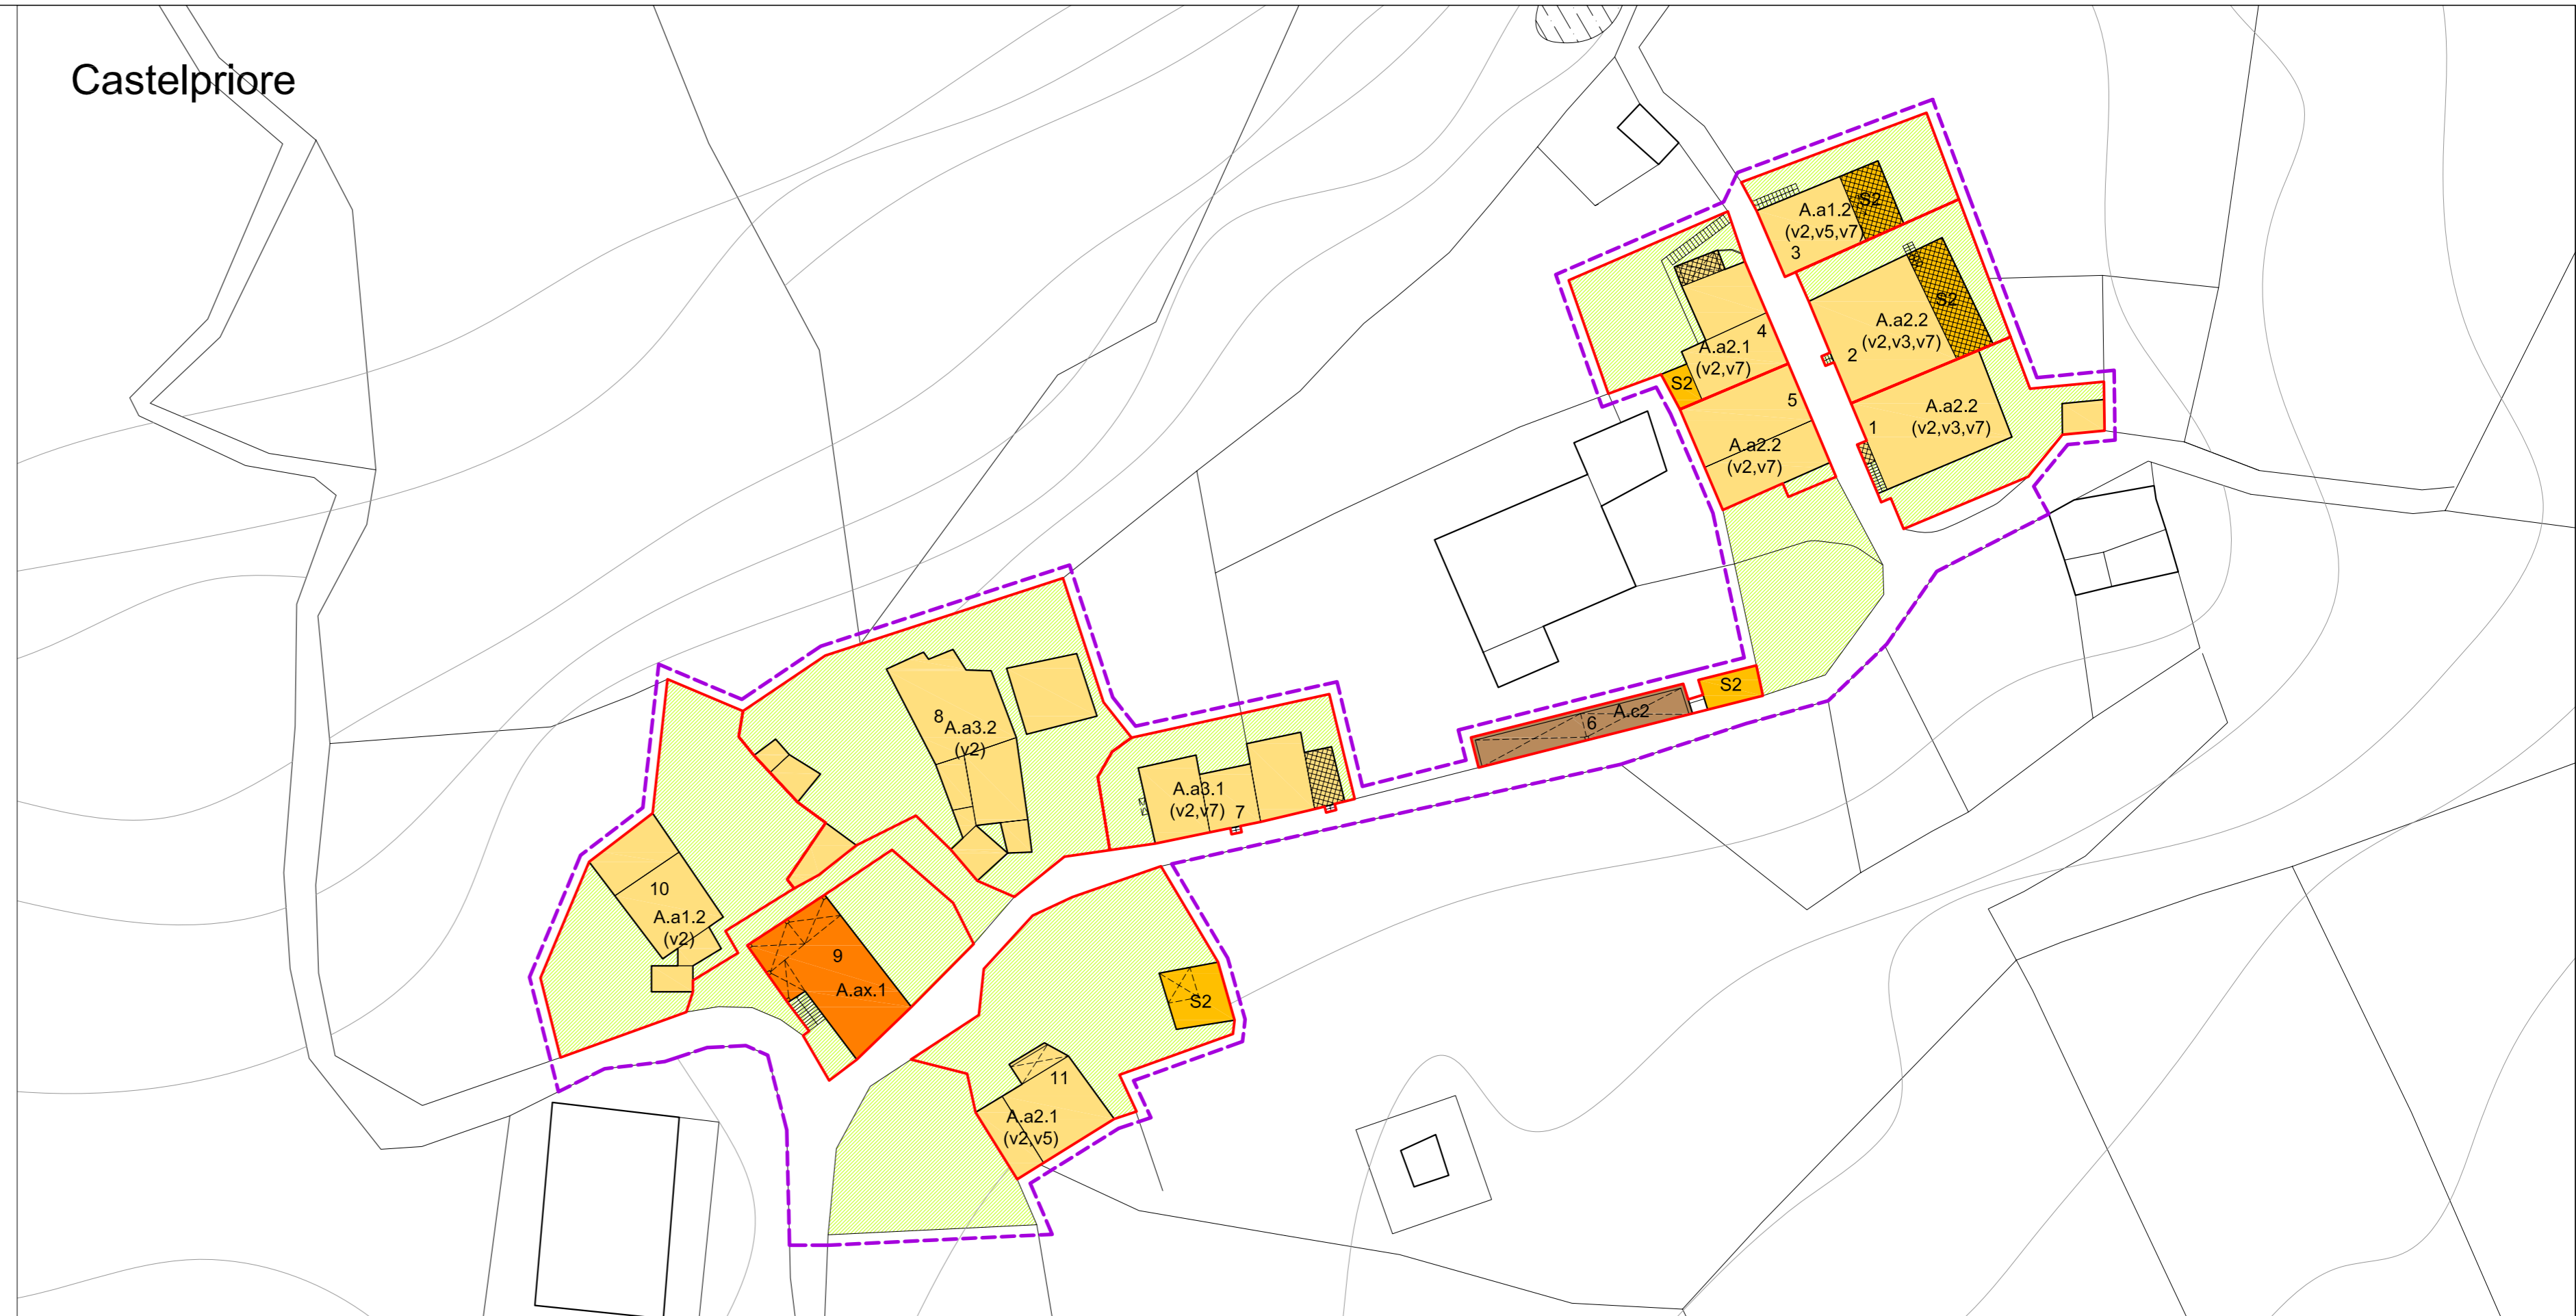 Castelpriore
S2
A.a1.2
(v2,v5,v7)
3
S2
A.a2.2
(v2,v3,v7)
2
4
A.a2.1
(v2,v7)
S2
5
A.a2.2
(v2,v3,v7)
1
A.a2.2
(v2,v7)
S2
A.c2
6
8
A.a3.2
(v2)
A.a3.1
(v2,v7)
7
10
A.a1.2
(v2)
9
A.ax.1
S2
11
A.a2.1
(v2,v5)